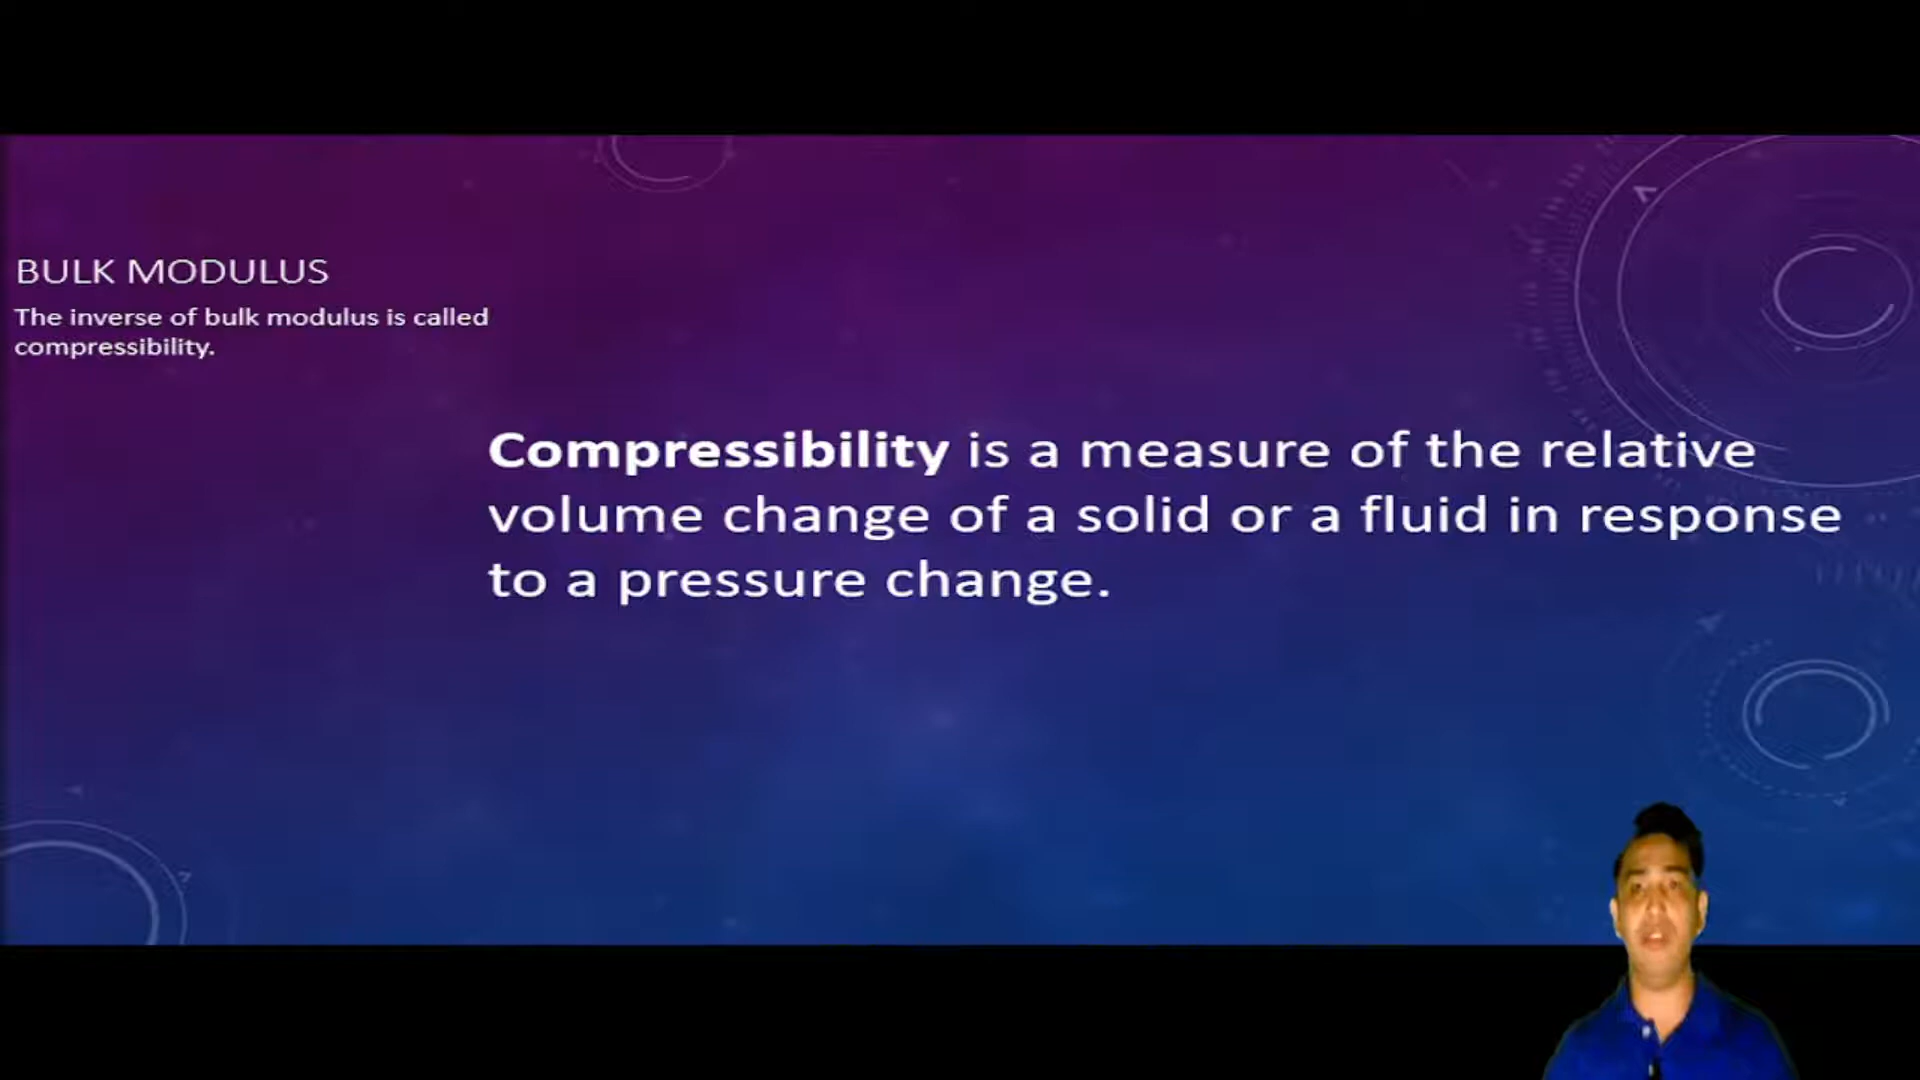 BULK MODULUS
The inverse of bulk modulus is called
compressibility.
Compressibility is a measure of the relative
volume change of a solid or a fluid in response
to a pressure change.